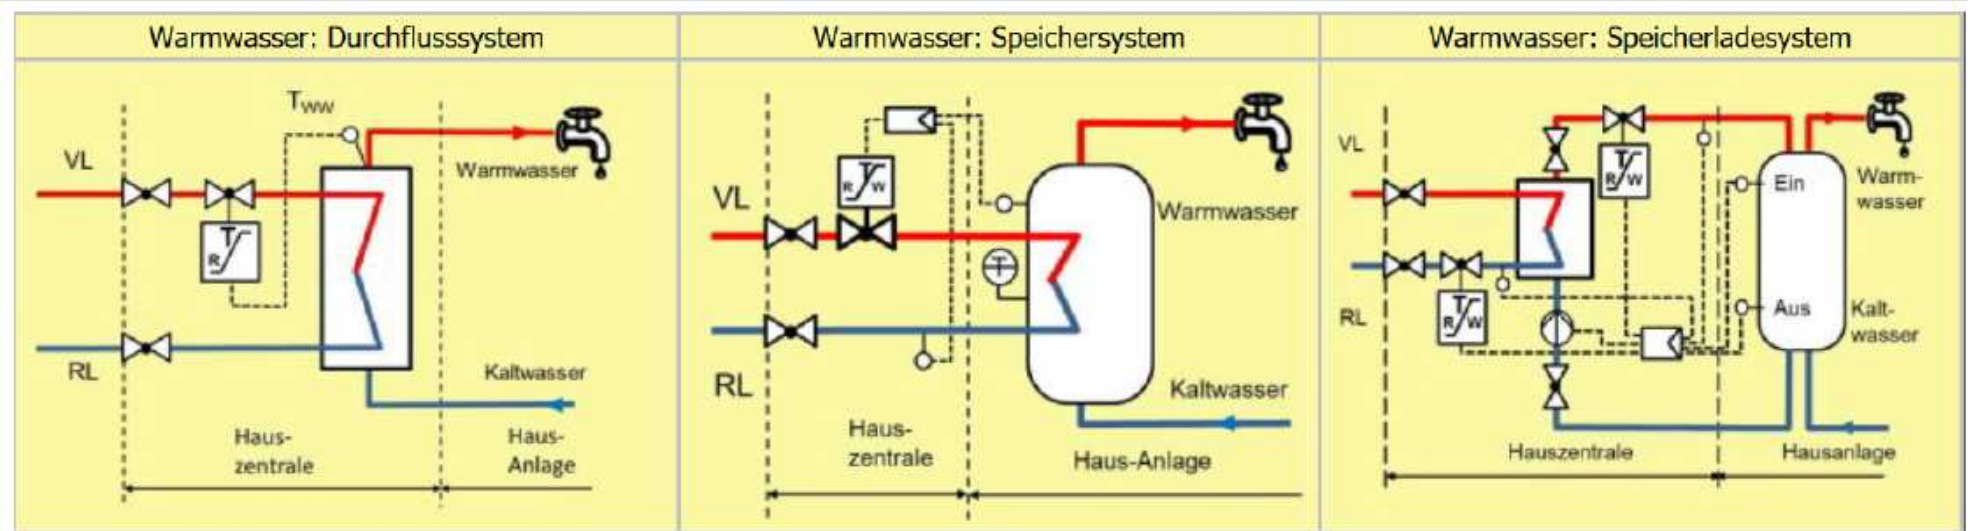 Warmwasser: Durchflusssystem
TWW
VL
Warmwasser
T
R
RL
Kaltwasser
Haus-
zentrale
Haus-
Anlage
Warmwasser: Speichersystem
R W
VL
Warmwasser
T
RL
Kaltwasser
Haus-
zentrale
Haus-Anlage
Warmwasser: Speicherladesystem
VL
T
R W
Ein
Warm-
wasser
RL
T
R W
Aus
Kalt-
wasser
Hauszentrale
Hausanlage